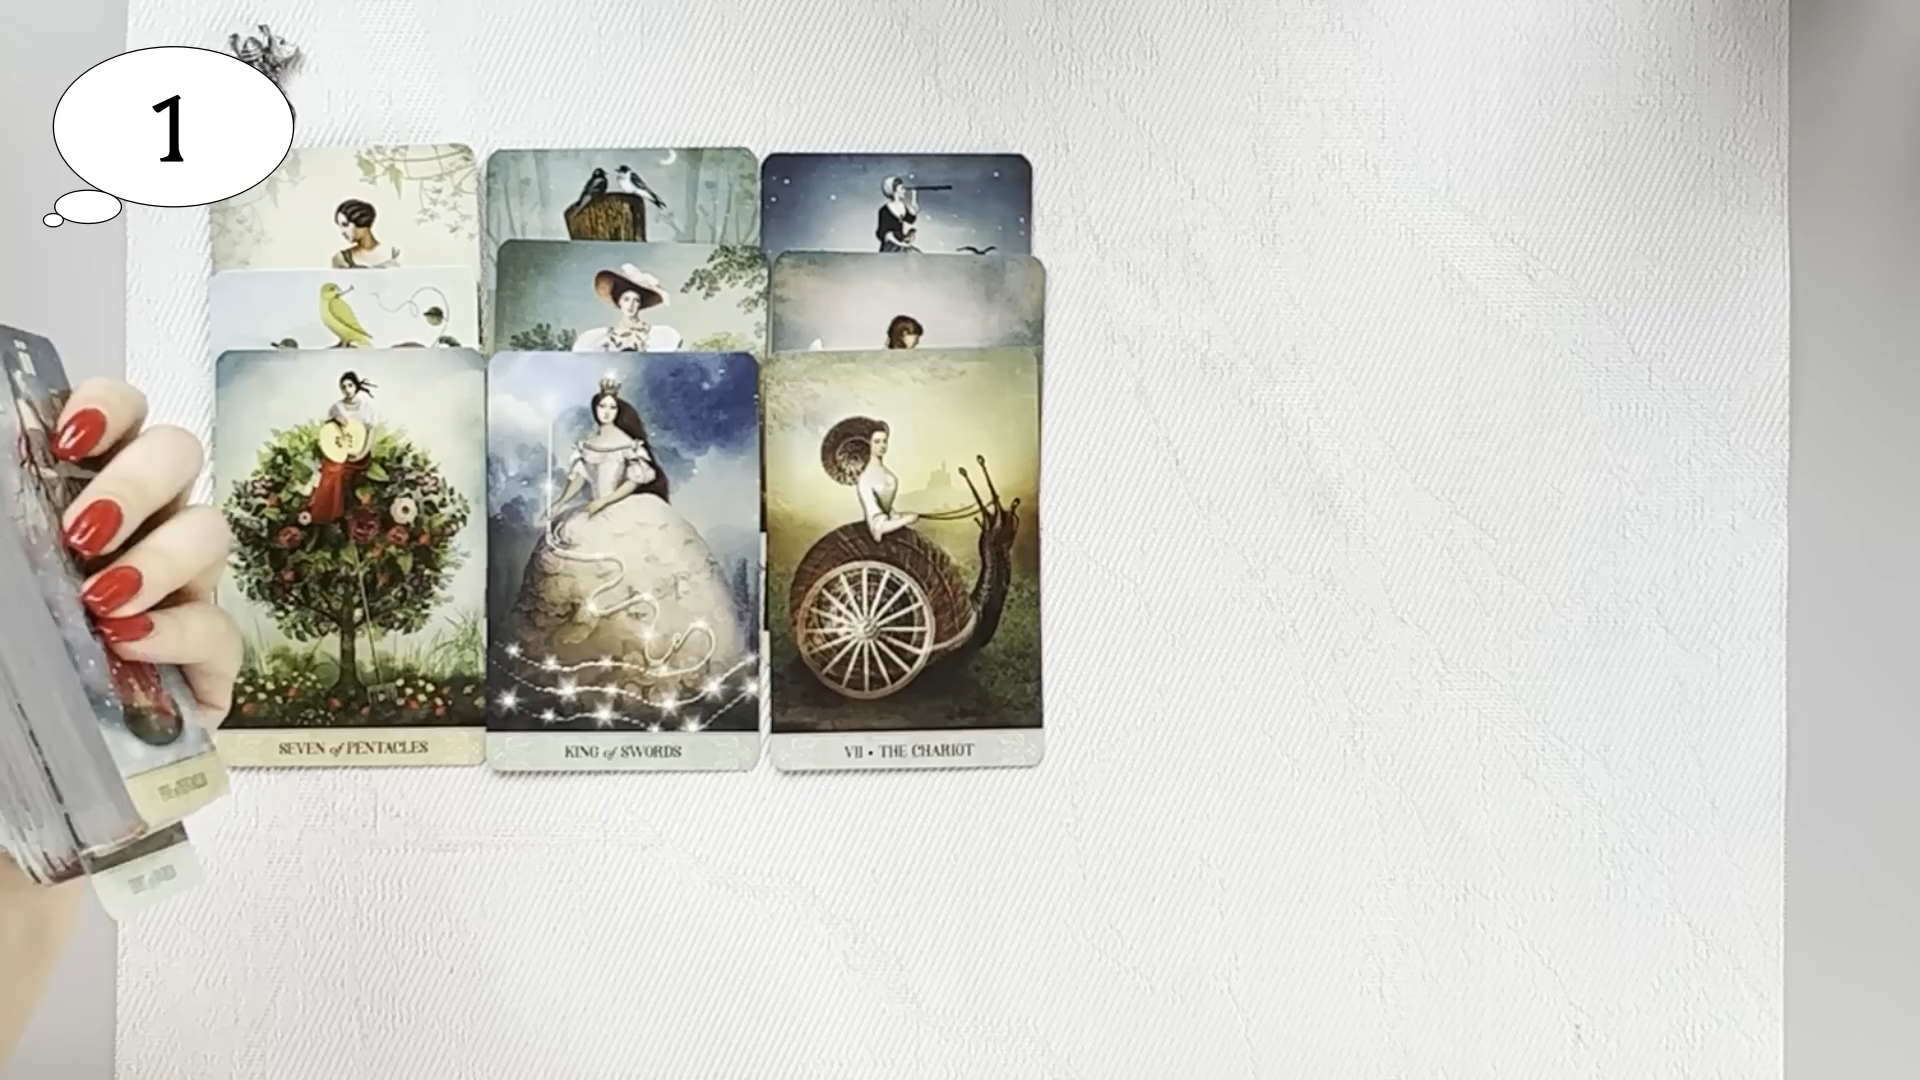 1
SEVEN of PENTACLES
KING of SWORDS
VII • THE CHARIOT